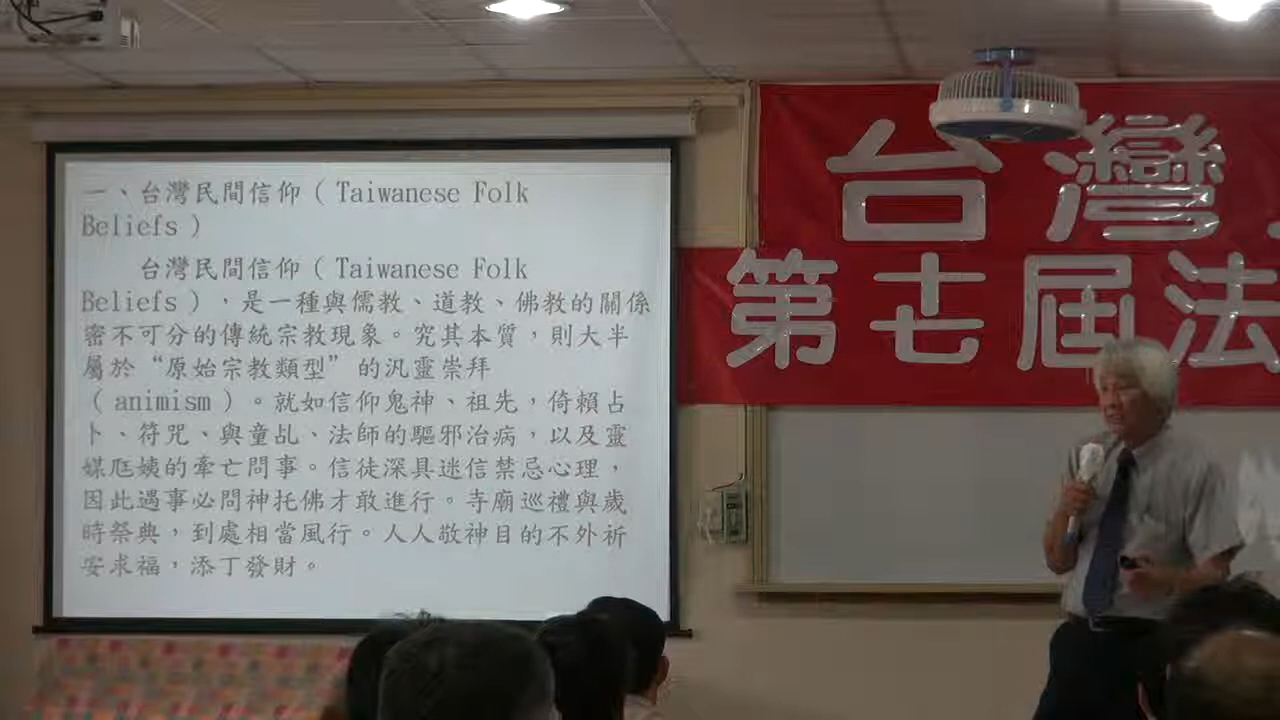 一、台灣民間信仰（Taiwanese Folk
Beliefs）
台灣民間信仰（Taiwanese Folk
Beliefs），是一種與儒教、道教、佛教的關係
密不可分的傳統宗教現象。究其本質，則大半
屬於“原始宗教類型”的汎靈崇拜
（animism）。就如信仰鬼神、祖先，倚賴占
卜、符咒、與童乩、法師的驅邪治病，以及靈
媒尫姨的牽亡問事。信徒深具迷信禁忌心理，
因此遇事必問神托佛才敢進行。寺廟巡禮與歲
時祭典，到處相當風行。人人敬神目的不外祈
安求福，添丁發財。
台灣
第七屆法